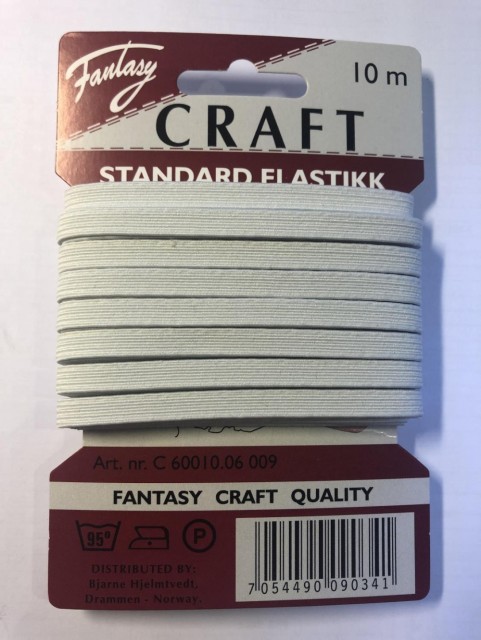 Fantasy
10 m
CRAFT
STANDARD ELASTIKK
Art. nr. C 60010.06 009
FANTASY CRAFT QUALITY
95°
P
DISTRIBUTED BY:
Bjarne Hjelmtvedt,
Drammen - Norway.
7 054490 090341